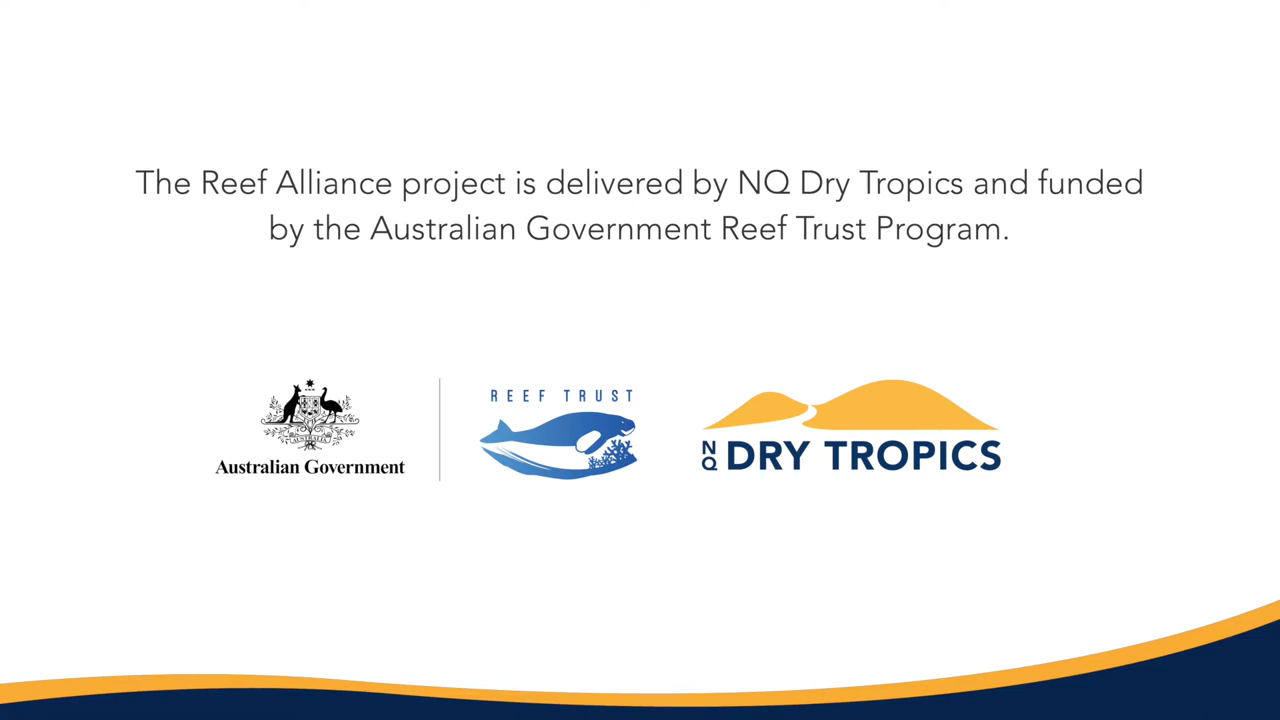 The Reef Alliance project is delivered by NQ Dry Tropics and funded
by the Australian Government Reef Trust Program.
AUSTRALIA
Australian Government
REEF TRUST
NQ DRY TROPICS